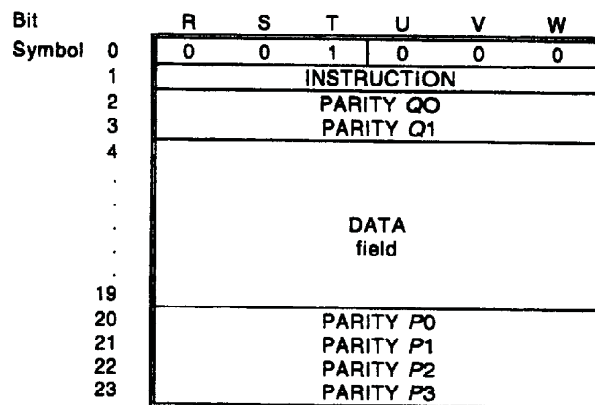 Bit R S T U V W
Symbol 0 0 0 1 0 0 0
1 INSTRUCTION
2 PARITY Q0
3 PARITY Q1
4
.
.
. DATA
. field
.
19
20 PARITY P0
21 PARITY P1
22 PARITY P2
23 PARITY P3